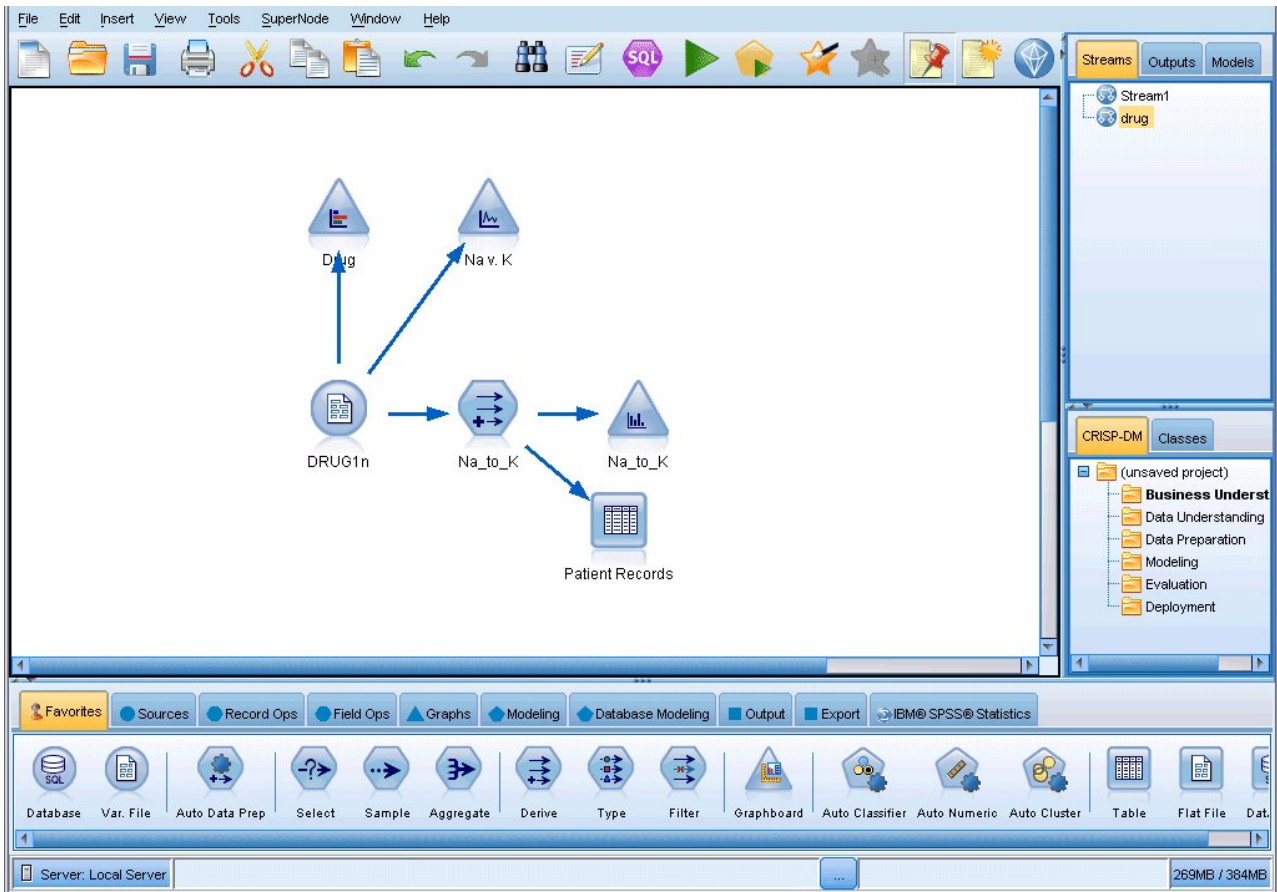 File Edit Insert View Tools SuperNode Window Help
SQL
Streams Outputs Models
Stream1
drug
Drug
Na v. K
DRUG1n
Na_to_K
Na_to_K
Patient Records
CRISP-DM Classes
(unsaved project)
Business Underst
Data Understanding
Data Preparation
Modeling
Evaluation
Deployment
Favorites Sources Record Ops Field Ops Graphs Modeling Database Modeling Output Export IBM® SPSS® Statistics
SQL
Database Var. File Auto Data Prep Select Sample Aggregate Derive Type Filter Graphboard Auto Classifier Auto Numeric Auto Cluster Table Flat File Dat
Server: Local Server ... 269MB / 384MB